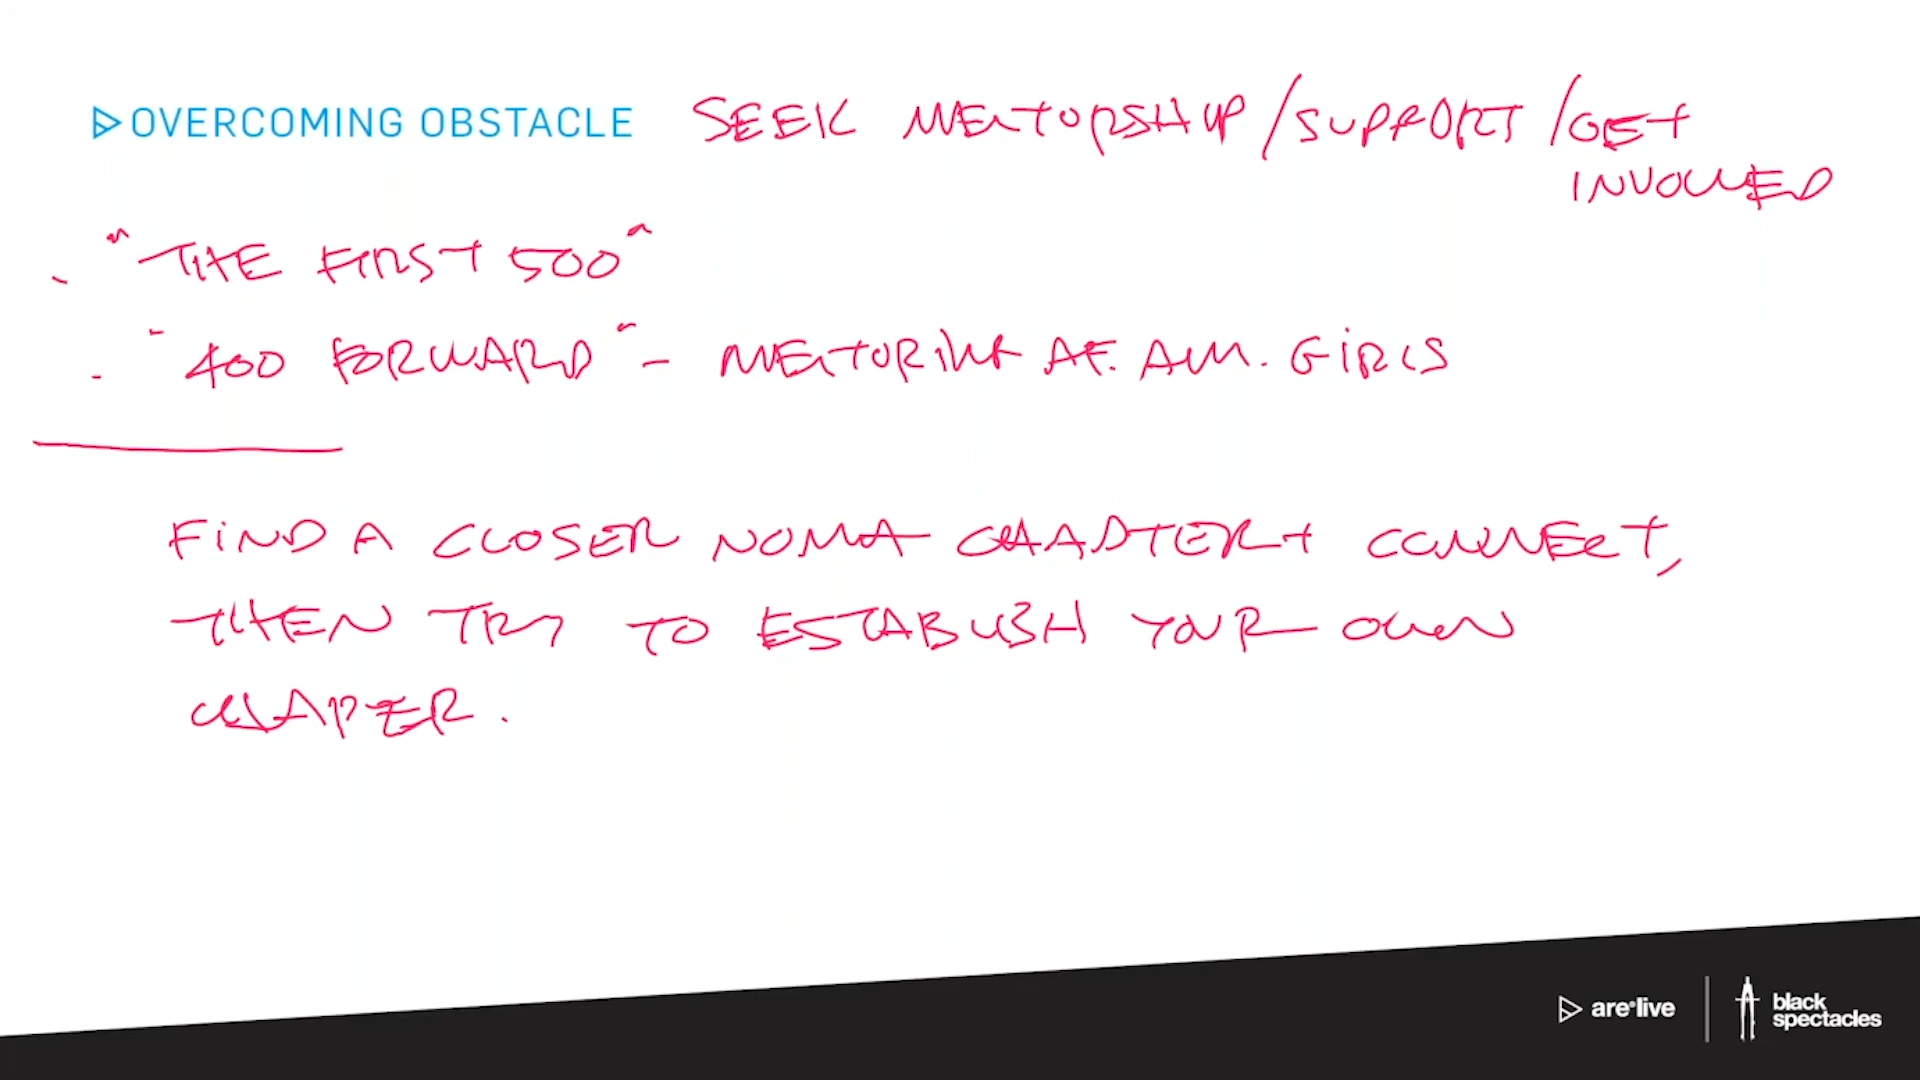 OVERCOMING OBSTACLE SEEK MENTORSHIP / SUPPORT / GET
INVOLVED
"THE FIRST 500"
"400 FORWARD" - MENTORING AF. AM. GIRLS
FIND A CLOSER NOMA CHAPTER + CONNECT,
THEN TRY TO ESTABLISH YOUR OWN
CHAPER.
are live
black
spectacles